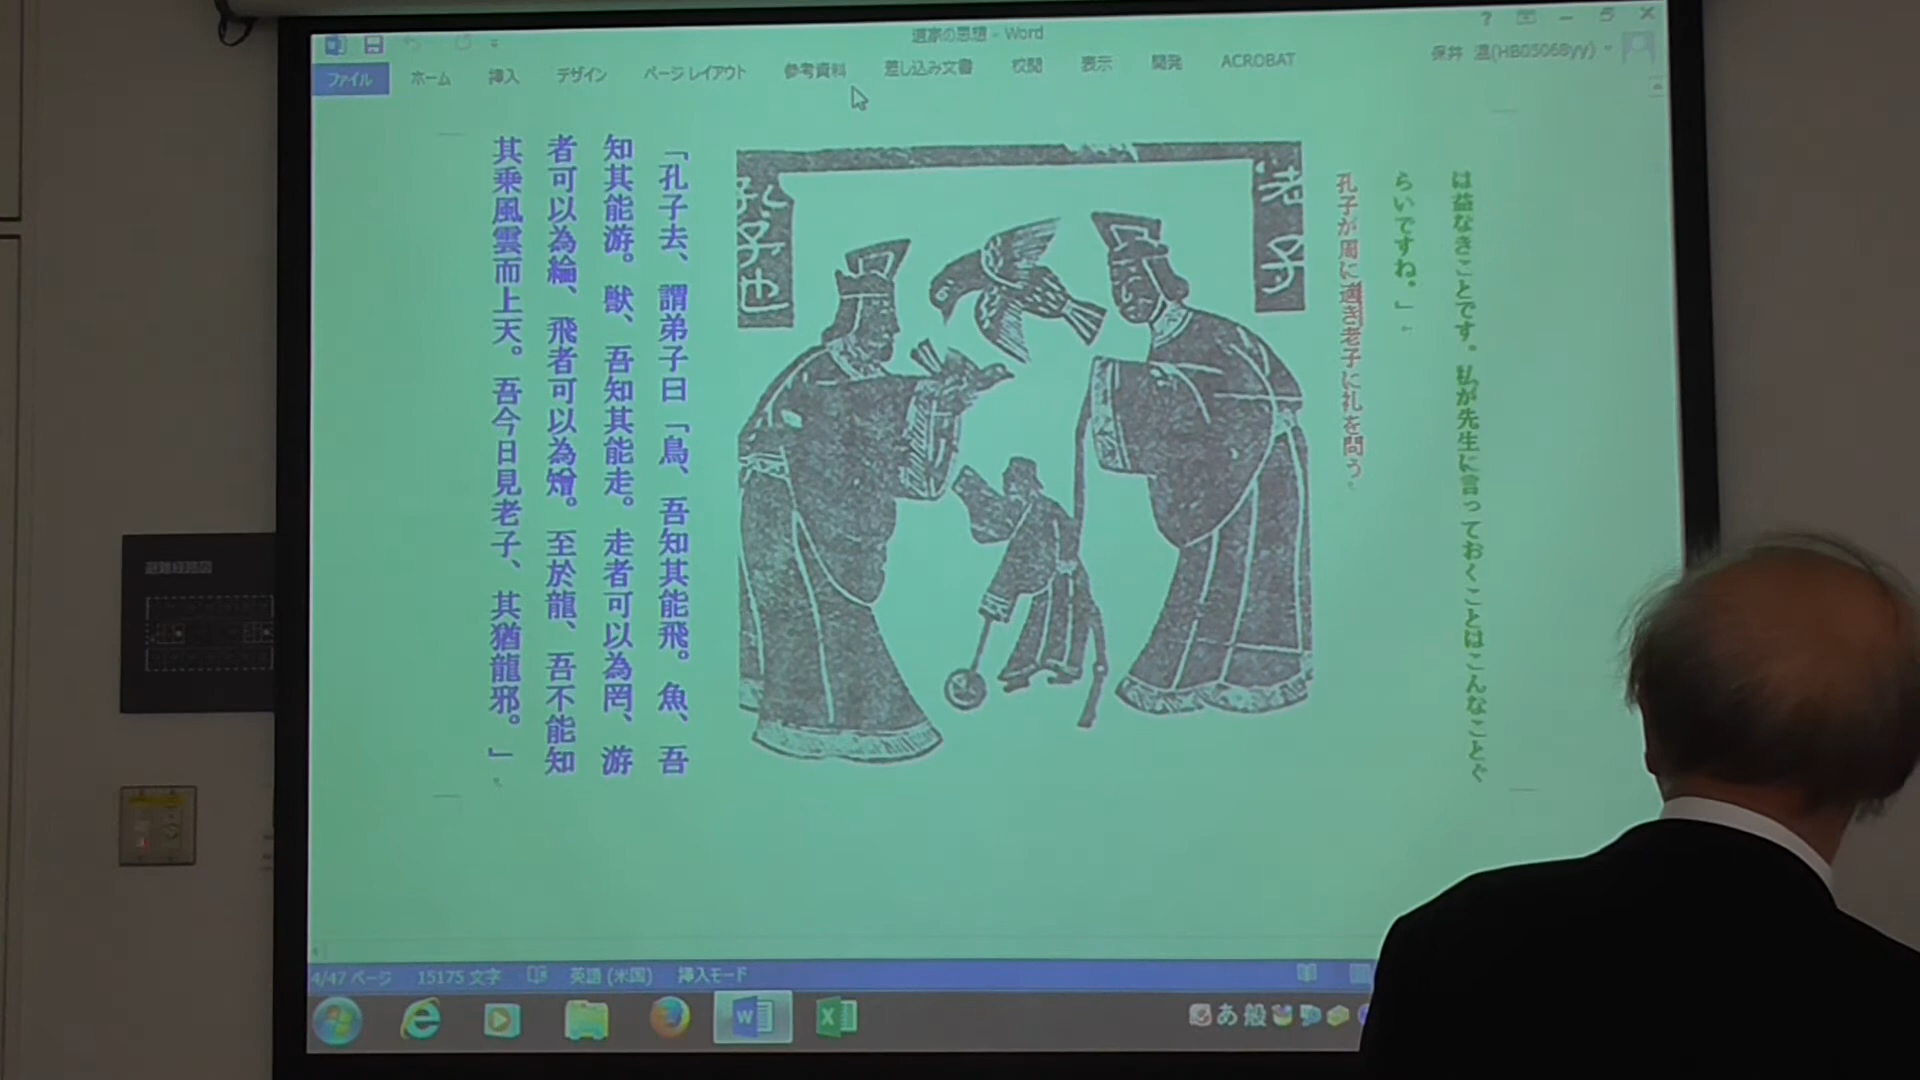 道家の思想 - Word
ファイル
ホーム
挿入
デザイン
ページ レイアウト
参考資料
差し込み文書
校閲
表示
開発
ACROBAT
は益なきことです。私が先生に言っておくことはこんなことぐ
らいですね。」
孔子が周に適き老子に礼を問う
老子
孔子也
「孔子去、謂弟子曰「鳥、吾知其能飛。魚、吾
知其能游。獣、吾知其能走。走者可以為罔、游
者可以為綸、飛者可以為矰。至於龍、吾不能知
其乗風雲而上天。吾今日見老子、其猶龍邪。」
4/47 ページ
15175 文字
英語 (米国)
挿入モード
あ 般